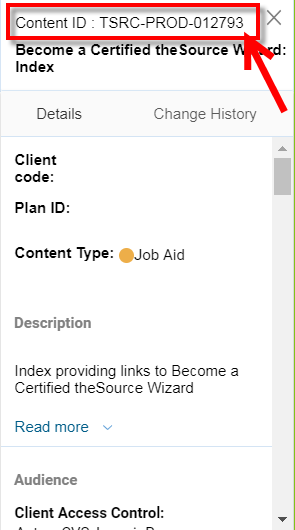 Content ID : TSRC-PROD-012793
Become a Certified theSource Wizard:
Index
Details Change History
Client
code:
Plan ID:
Content Type: Job Aid
Description
Index providing links to Become a
Certified theSource Wizard
Read more
Audience
Client Access Control: